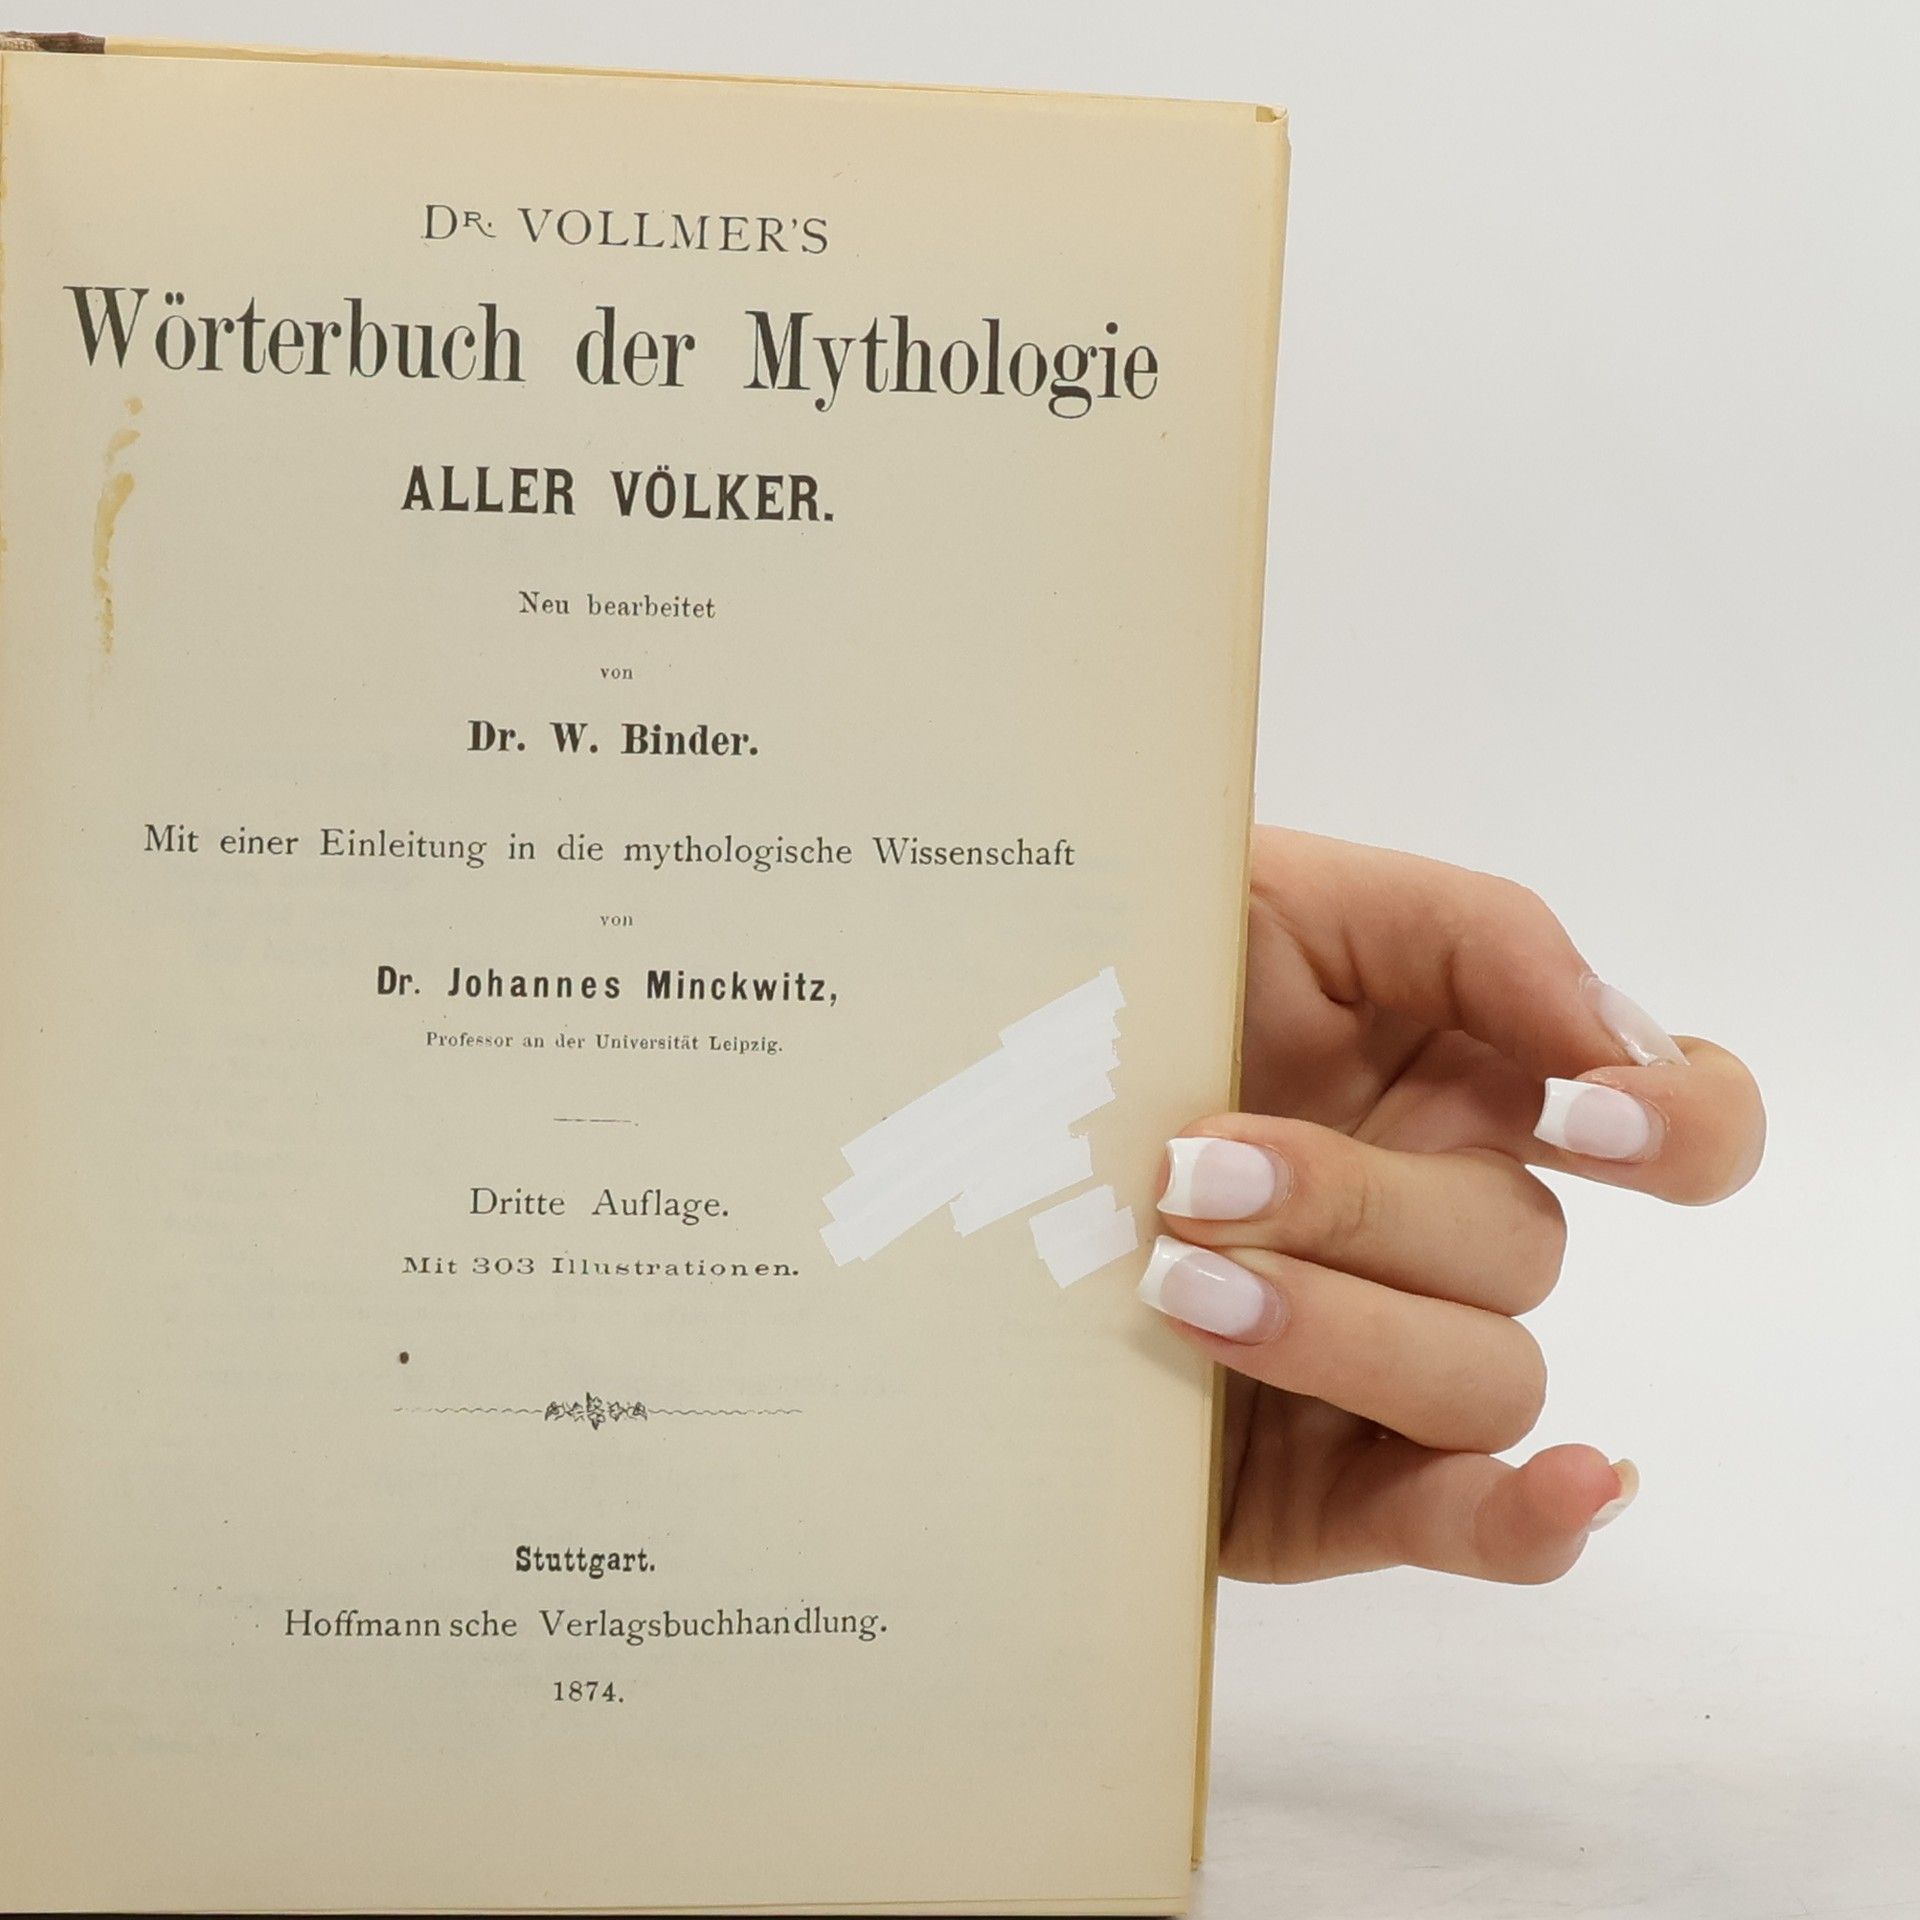 DR. VOLLMER'S
Wörterbuch der Mythologie
ALLER VÖLKER.
Neu bearbeitet
von
Dr. W. Binder.
Mit einer Einleitung in die mythologische Wissenschaft
von
Dr. Johannes Minckwitz,
Professor an der Universität Leipzig.
Dritte Auflage.
Mit 303 Illustrationen.
Stuttgart.
Hoffmann sche Verlagsbuchhandlung.
1874.